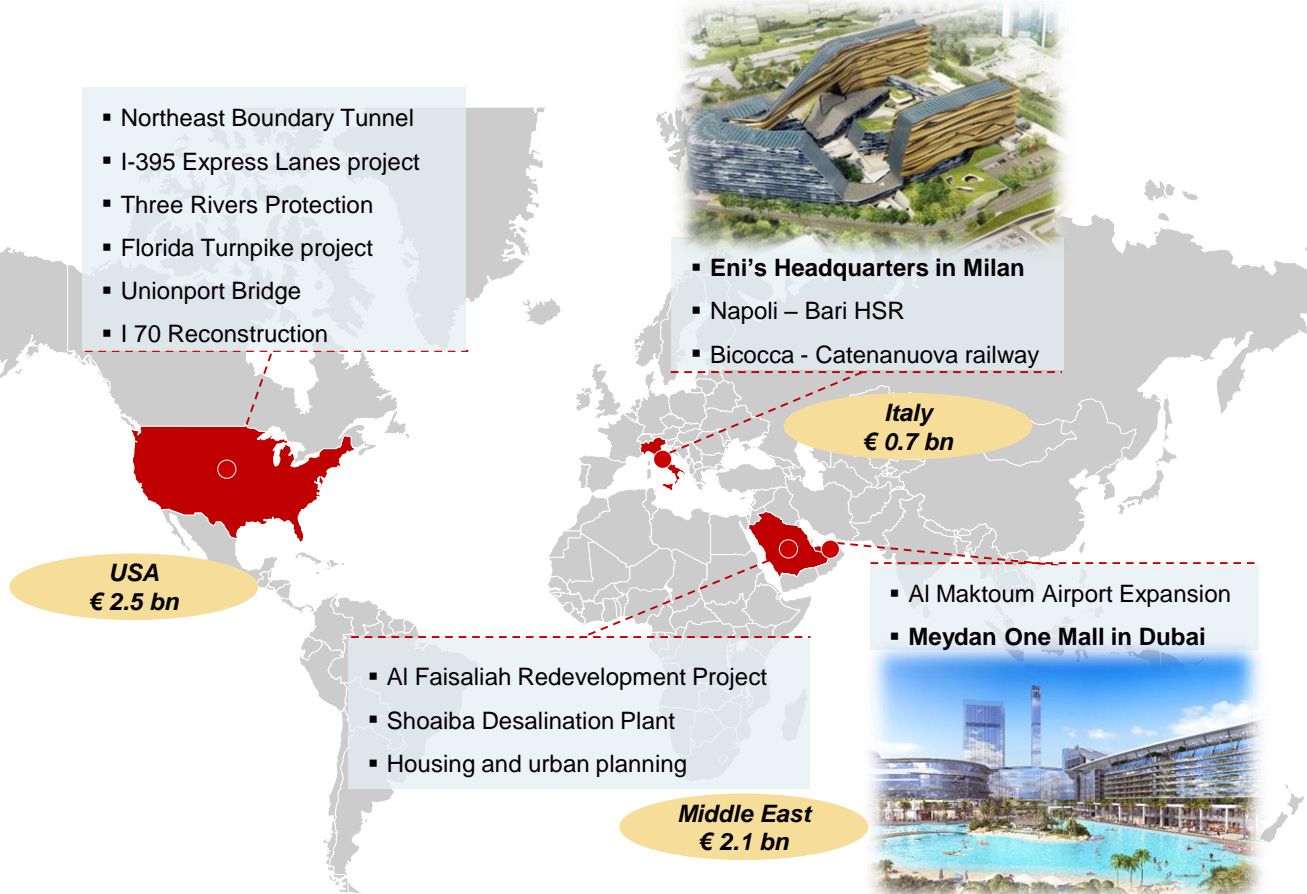 ▪ Northeast Boundary Tunnel
▪ I-395 Express Lanes project
▪ Three Rivers Protection
▪ Florida Turnpike project
▪ Unionport Bridge
▪ I 70 Reconstruction
USA
€ 2.5 bn
▪ Eni’s Headquarters in Milan
▪ Napoli – Bari HSR
▪ Bicocca - Catenanuova railway
Italy
€ 0.7 bn
▪ Al Maktoum Airport Expansion
▪ Meydan One Mall in Dubai
▪ Al Faisaliah Redevelopment Project
▪ Shoaiba Desalination Plant
▪ Housing and urban planning
Middle East
€ 2.1 bn